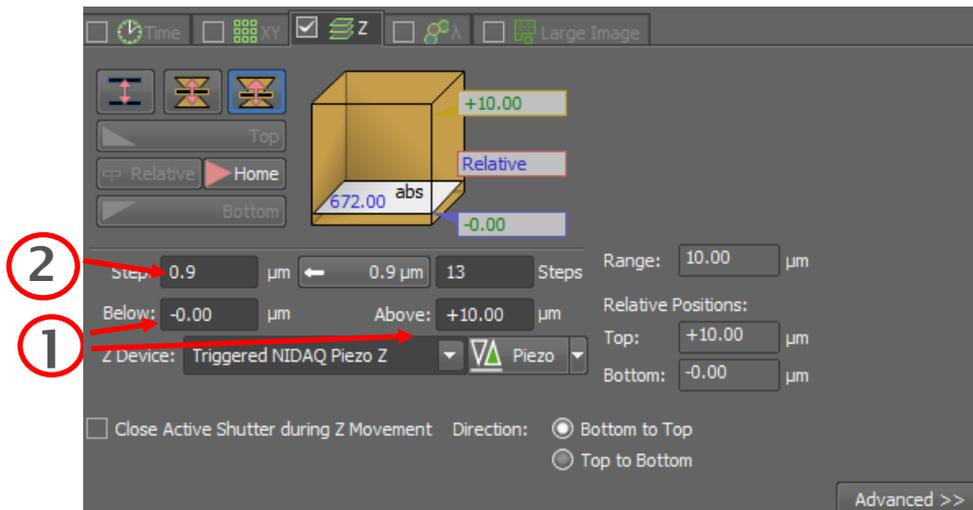 Time XY Z λ Large Image
+10.00
Top
Relative Home Relative
672.00 abs
Bottom
-0.00
2 Step: 0.9 µm 0.9 µm 13 Steps Range: 10.00 µm
Below: -0.00 µm Above: +10.00 µm Relative Positions:
1 Z Device: Triggered NIDAQ Piezo Z Piezo Top: +10.00 µm
Bottom: -0.00 µm
Close Active Shutter during Z Movement Direction: Bottom to Top
Top to Bottom
Advanced >>